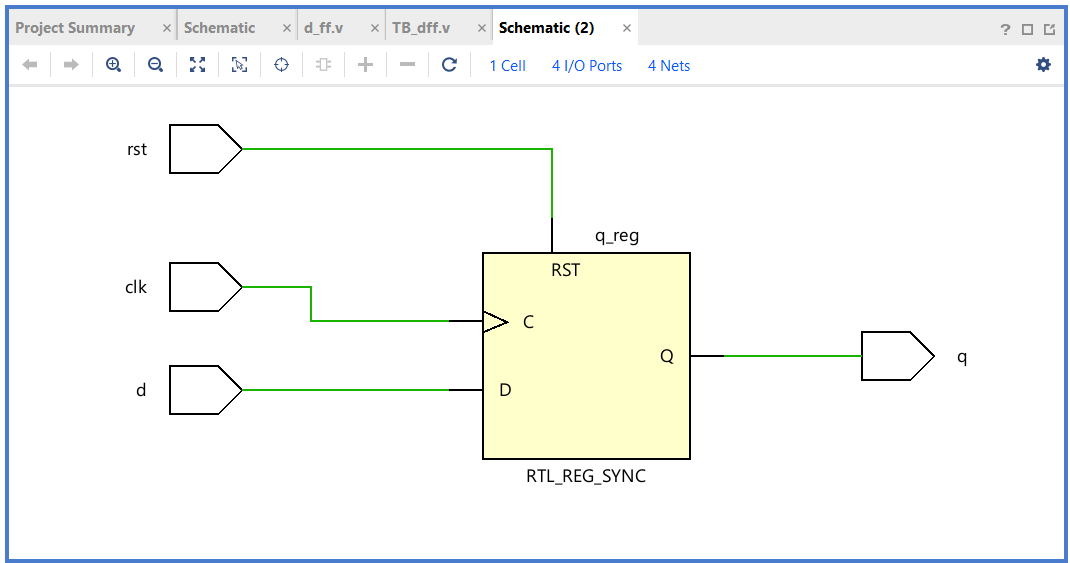 Project Summary × Schematic × d_ff.v × TB_dff.v × Schematic (2) × ?
1 Cell 4 I/O Ports 4 Nets
rst
q_reg
RST
clk
C
Q
q
d
D
RTL_REG_SYNC